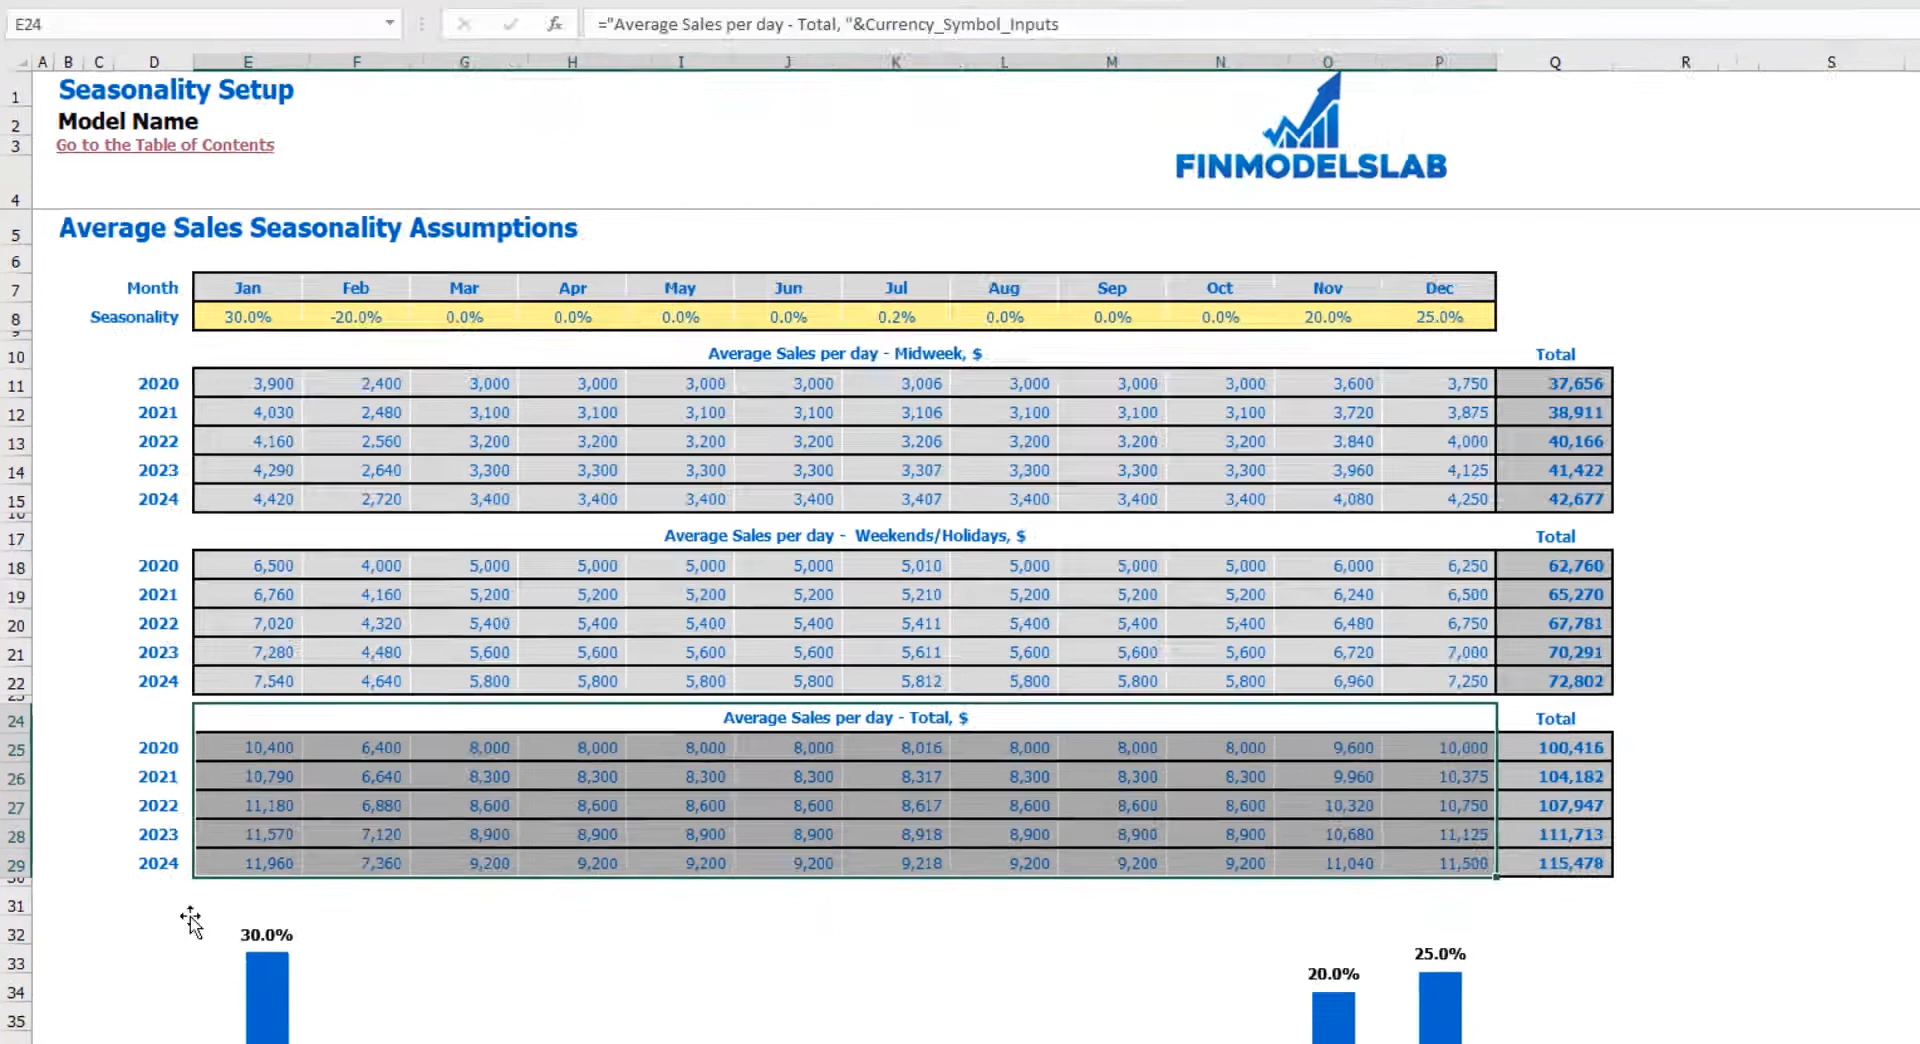 E24 fx ="Average Sales per day - Total, "&Currency_Symbol_Inputs
A B C D E F G H I J K L M N O P Q R S
1 Seasonality Setup
2 Model Name
3 Go to the Table of Contents
FINMODELSLAB
4
5 Average Sales Seasonality Assumptions
6
7 Month Jan Feb Mar Apr May Jun Jul Aug Sep Oct Nov Dec
8 Seasonality 30.0% -20.0% 0.0% 0.0% 0.0% 0.0% 0.2% 0.0% 0.0% 0.0% 20.0% 25.0%
9
10 Average Sales per day - Midweek, $ Total
11 2020 3,900 2,400 3,000 3,000 3,000 3,000 3,006 3,000 3,000 3,000 3,600 3,750 37,656
12 2021 4,030 2,480 3,100 3,100 3,100 3,100 3,106 3,100 3,100 3,100 3,720 3,875 38,911
13 2022 4,160 2,560 3,200 3,200 3,200 3,200 3,206 3,200 3,200 3,200 3,840 4,000 40,166
14 2023 4,290 2,640 3,300 3,300 3,300 3,300 3,307 3,300 3,300 3,300 3,960 4,125 41,422
15 2024 4,420 2,720 3,400 3,400 3,400 3,400 3,407 3,400 3,400 3,400 4,080 4,250 42,677
16
17 Average Sales per day - Weekends/Holidays, $ Total
18 2020 6,500 4,000 5,000 5,000 5,000 5,000 5,010 5,000 5,000 5,000 6,000 6,250 62,760
19 2021 6,760 4,160 5,200 5,200 5,200 5,200 5,210 5,200 5,200 5,200 6,240 6,500 65,270
20 2022 7,020 4,320 5,400 5,400 5,400 5,400 5,411 5,400 5,400 5,400 6,480 6,750 67,781
21 2023 7,280 4,480 5,600 5,600 5,600 5,600 5,611 5,600 5,600 5,600 6,720 7,000 70,291
22 2024 7,540 4,640 5,800 5,800 5,800 5,800 5,812 5,800 5,800 5,800 6,960 7,250 72,802
23
24 Average Sales per day - Total, $ Total
25 2020 10,400 6,400 8,000 8,000 8,000 8,000 8,016 8,000 8,000 8,000 9,600 10,000 100,416
26 2021 10,790 6,640 8,300 8,300 8,300 8,300 8,317 8,300 8,300 8,300 9,960 10,375 104,182
27 2022 11,180 6,880 8,600 8,600 8,600 8,600 8,617 8,600 8,600 8,600 10,320 10,750 107,947
28 2023 11,570 7,120 8,900 8,900 8,900 8,900 8,918 8,900 8,900 8,900 10,680 11,125 111,713
29 2024 11,960 7,360 9,200 9,200 9,200 9,200 9,218 9,200 9,200 9,200 11,040 11,500 115,478
30
31
32 30.0%
33 20.0% 25.0%
34
35